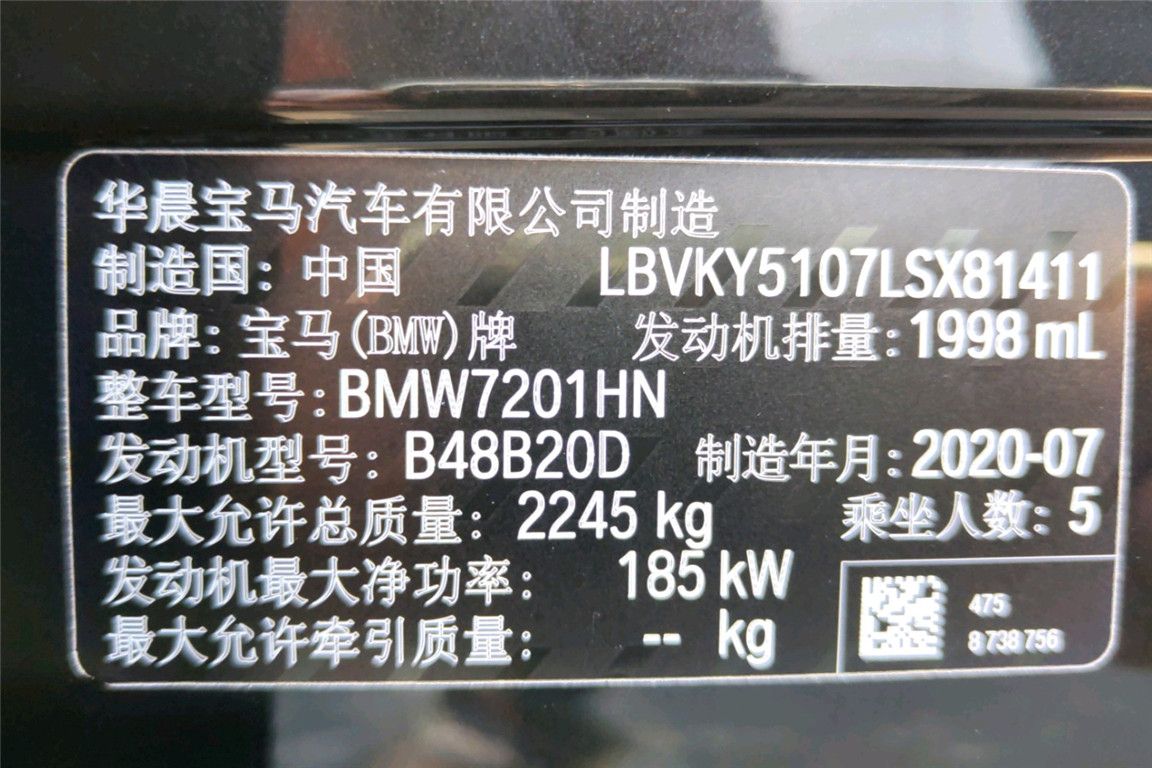 华晨宝马汽车有限公司制造
制造国：中国 LBVKY5107LSX81411
品牌：宝马(BMW)牌 发动机排量：1998 mL
整车型号：BMW7201HN
发动机型号：B48B20D 制造年月：2020-07
最大允许总质量：2245 kg 乘坐人数：5
发动机最大净功率：185 kW
最大允许牵引质量：-- kg
475
8738756